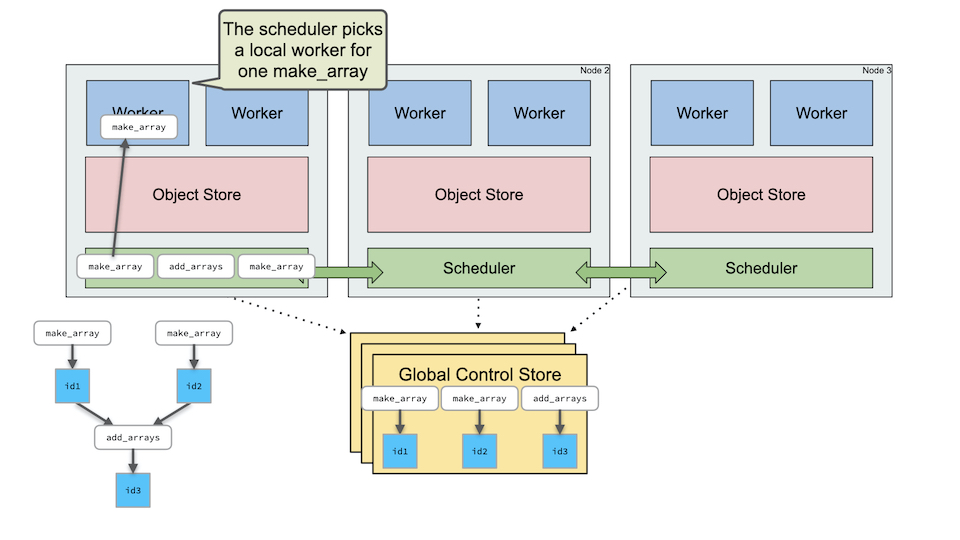 The scheduler picks
a local worker for
one make_array
Node 2
Node 3
Worker
make_array
Worker
Worker
Worker
Worker
Worker
Object Store
Object Store
Object Store
make_array
add_arrays
make_array
Scheduler
Scheduler
make_array
make_array
id1
id2
add_arrays
id3
Global Control Store
make_array
make_array
add_arrays
id1
id2
id3